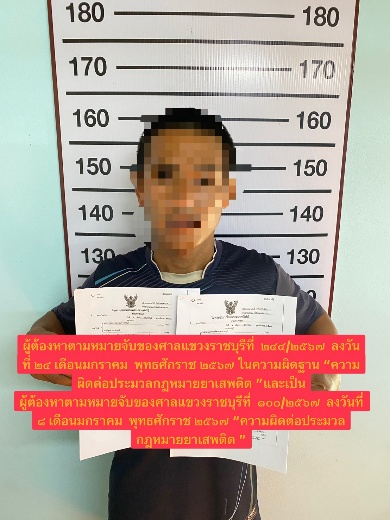 180 180
170 170
160 160
150 150
140 140
130 130
ผู้ต้องหาตามหมายจับของศาลแขวงราชบุรีที่ ๒๔๔/๒๕๖๗ ลงวัน
ที่ ๒๔ เดือนมกราคม พุทธศักราช ๒๕๖๗ ในความผิดฐาน “ความ
ผิดต่อประมวลกฎหมายยาเสพติด ”และเป็น
ผู้ต้องหาตามหมายจับของศาลแขวงราชบุรีที่ ๑๐๐/๒๕๖๗ ลงวันที่
๘ เดือนมกราคม พุทธศักราช ๒๕๖๗ “ความผิดต่อประมวล
กฎหมายยาเสพติด ”